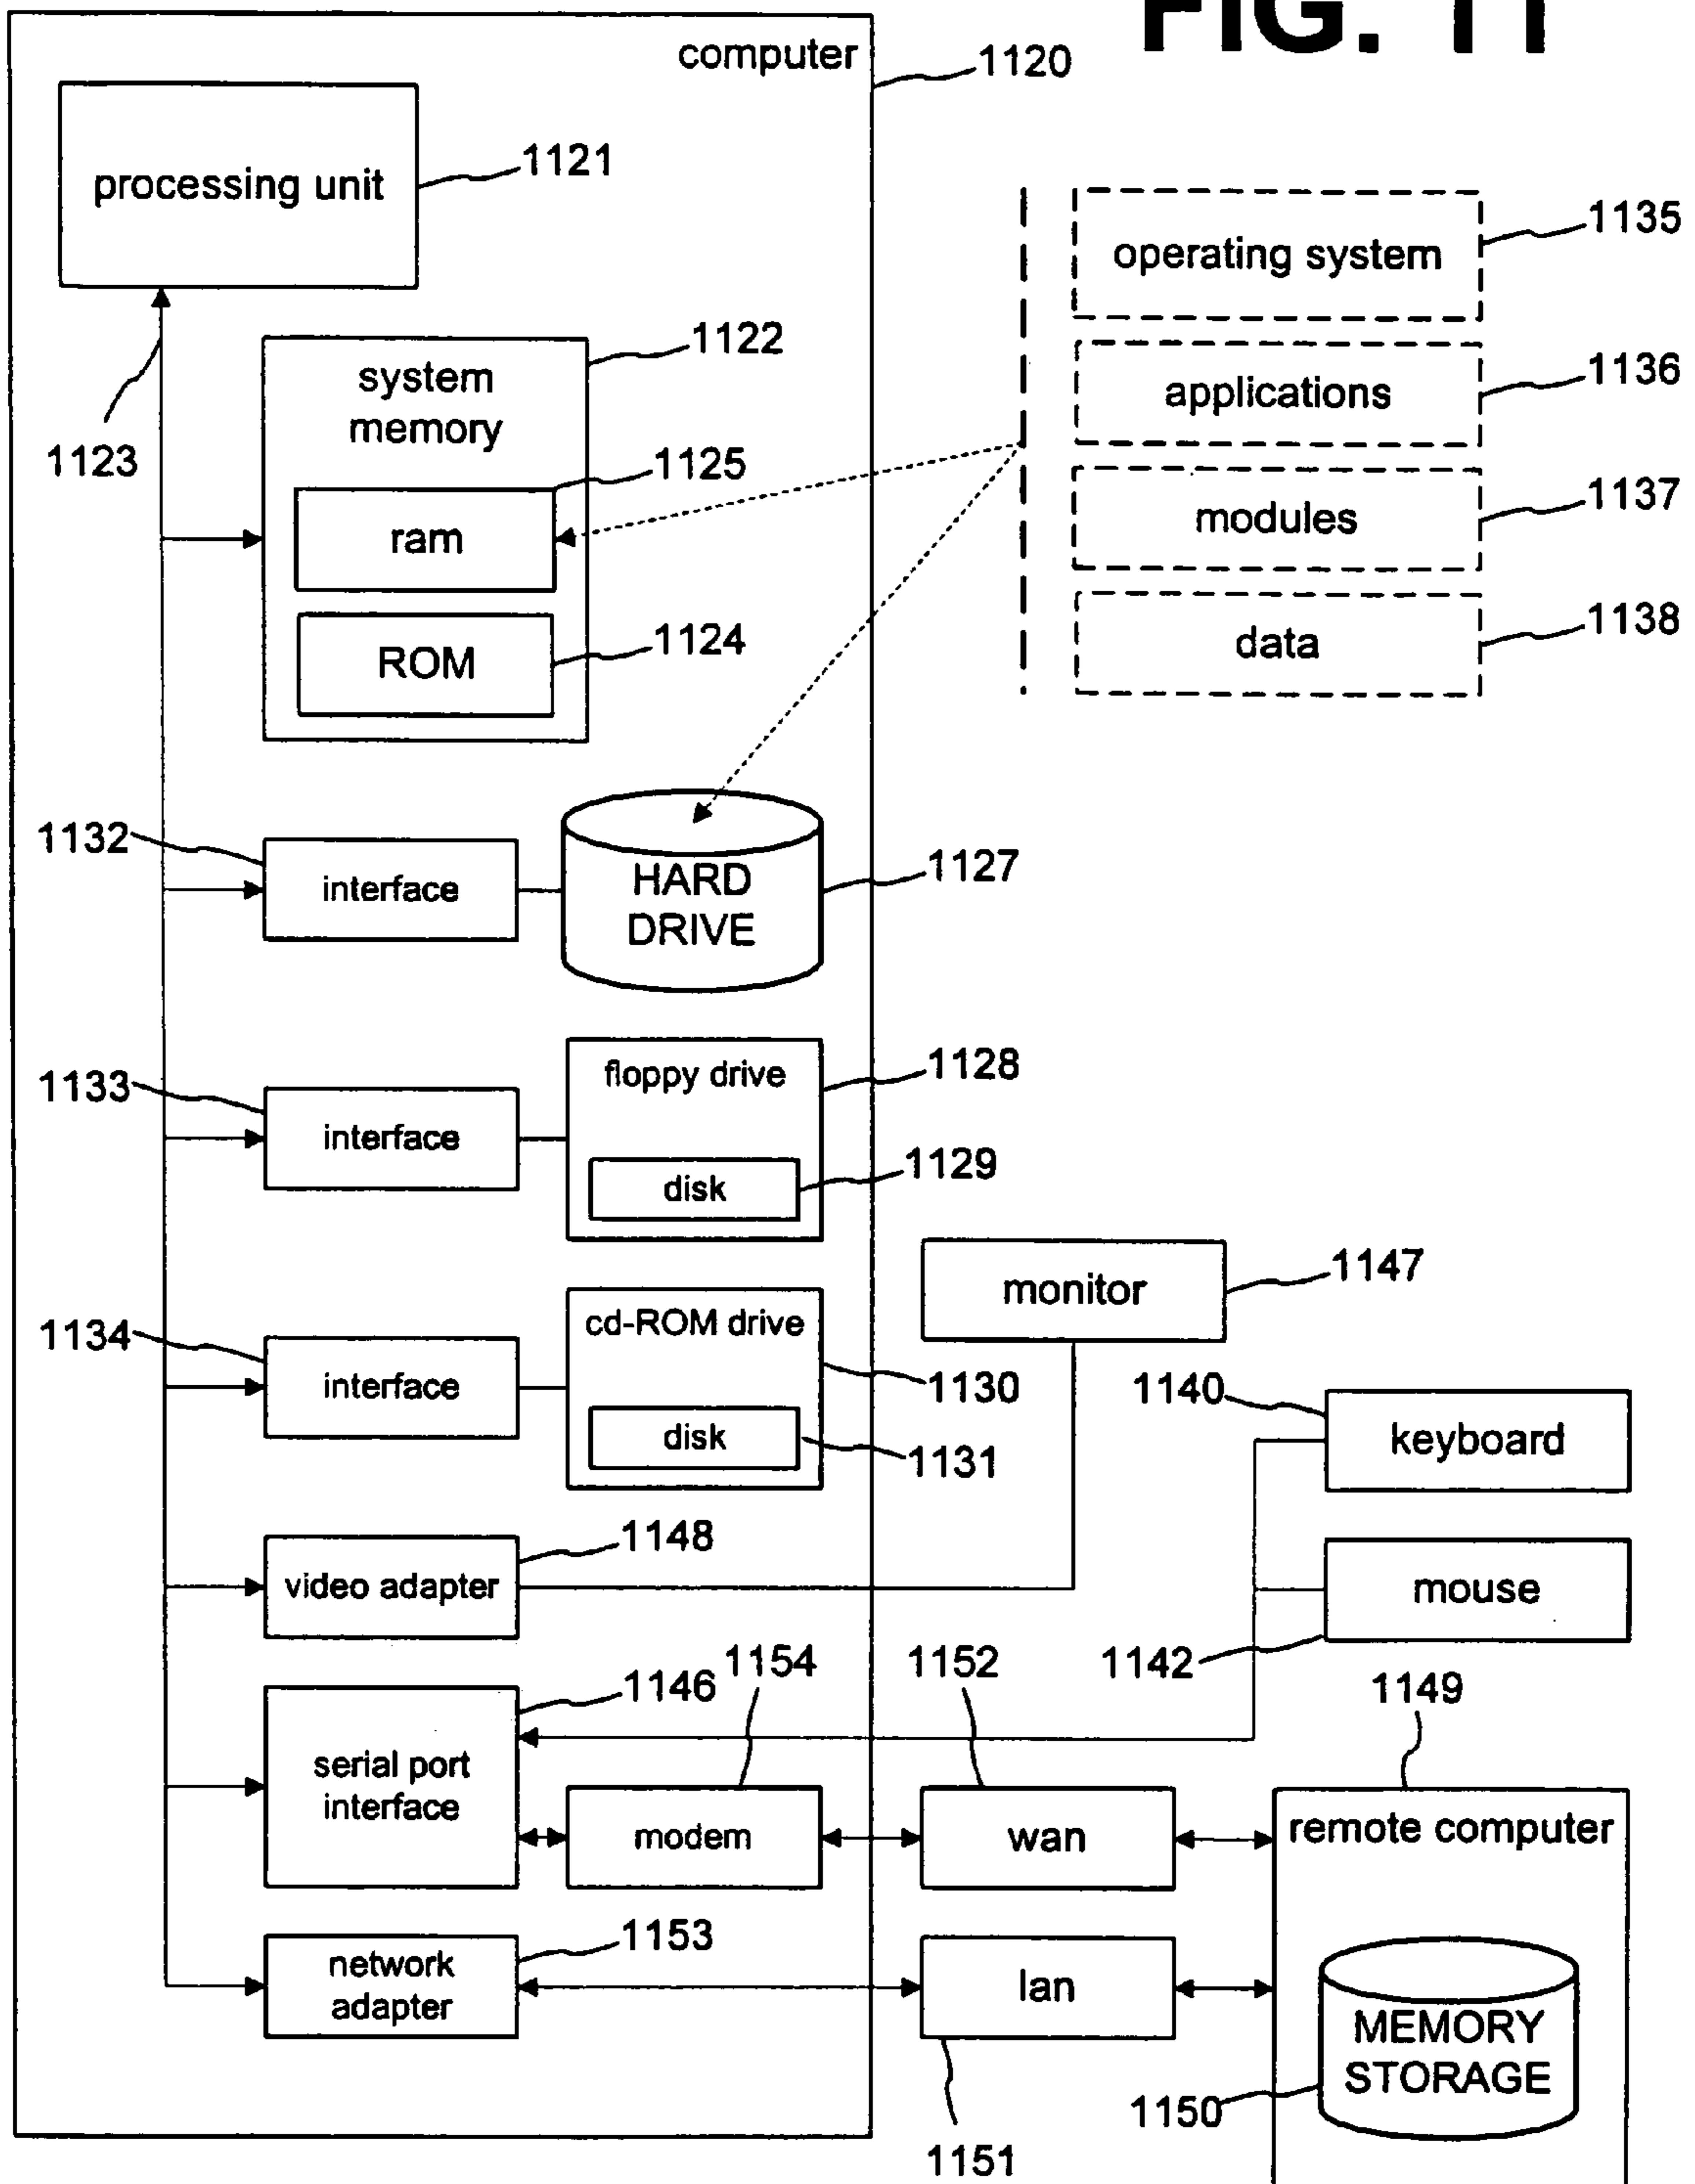 FIG. 11
computer
1120
processing unit
1121
1135
operating system
1122
system
memory
1136
applications
1123
1125
ram
1137
modules
1124
ROM
1138
data
1132
interface
HARD
DRIVE
1127
1133
interface
floppy drive
1128
disk
1129
monitor
1147
1134
interface
cd-ROM drive
1130
disk
1131
1140
keyboard
1148
video adapter
mouse
1142
1146
1154
1152
1149
serial port
interface
modem
wan
remote computer
1153
network
adapter
lan
MEMORY
STORAGE
1150
1151